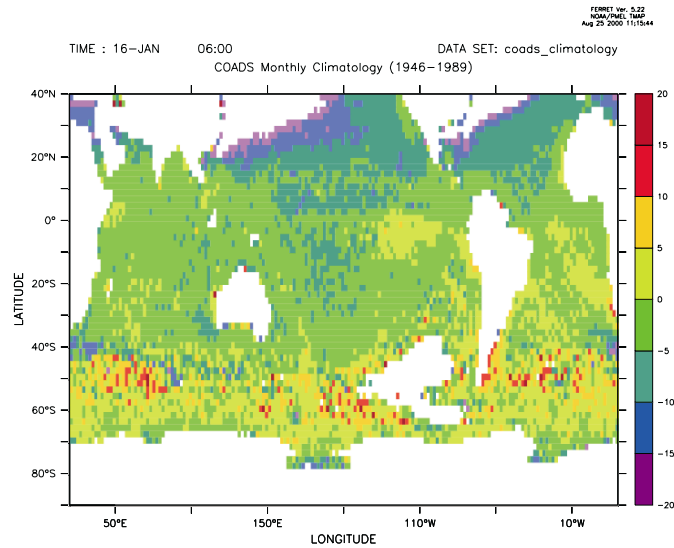 FERRET Ver. 5.22
NOAA/PMEL TMAP
Aug 25 2000 11:15:44
TIME : 16-JAN 06:00 DATA SET: coads_climatology
COADS Monthly Climatology (1946-1989)
40°N
20°N
0°
20°S
40°S
60°S
80°S
LATITUDE
50°E 150°E 110°W 10°W
LONGITUDE
20
15
10
5
0
-5
-10
-15
-20